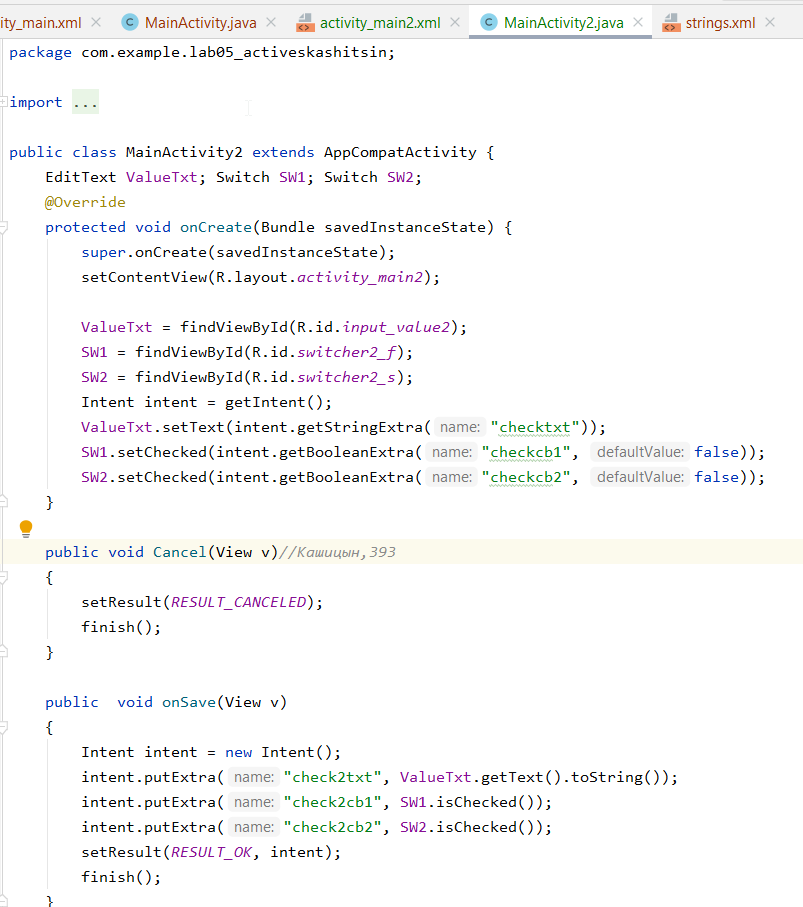 ty_main.xml MainActivity.java activity_main2.xml MainActivity2.java strings.xml
package com.example.lab05_activeskashitsin;
import ...
public class MainActivity2 extends AppCompatActivity {
EditText ValueTxt; Switch SW1; Switch SW2;
@Override
protected void onCreate(Bundle savedInstanceState) {
super.onCreate(savedInstanceState);
setContentView(R.layout.activity_main2);
ValueTxt = findViewById(R.id.input_value2);
SW1 = findViewById(R.id.switcher2_f);
SW2 = findViewById(R.id.switcher2_s);
Intent intent = getIntent();
ValueTxt.setText(intent.getStringExtra( name: "checktxt"));
SW1.setChecked(intent.getBooleanExtra( name: "checkcb1", defaultValue: false));
SW2.setChecked(intent.getBooleanExtra( name: "checkcb2", defaultValue: false));
}
public void Cancel(View v)//Кашицын,393
{
setResult(RESULT_CANCELED);
finish();
}
public  void onSave(View v)
{
Intent intent = new Intent();
intent.putExtra( name: "check2txt", ValueTxt.getText().toString());
intent.putExtra( name: "check2cb1", SW1.isChecked());
intent.putExtra( name: "check2cb2", SW2.isChecked());
setResult(RESULT_OK, intent);
finish();
}